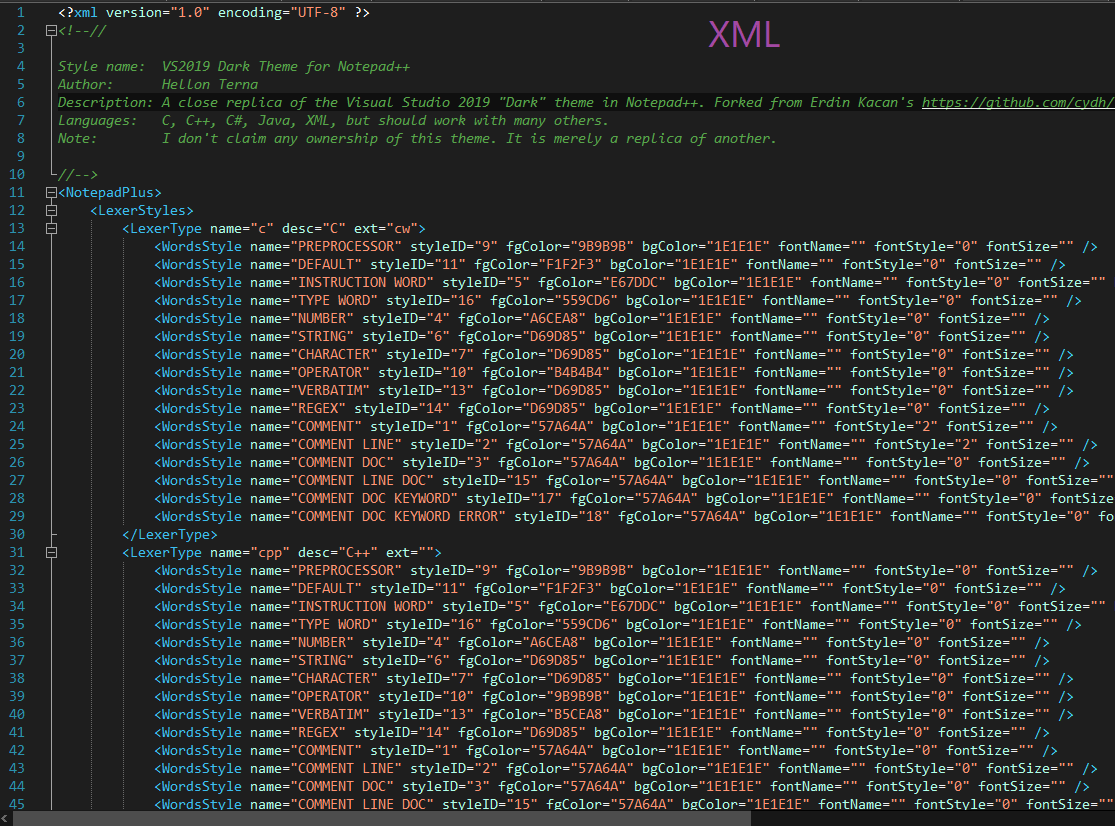 XML
1 <?xml version="1.0" encoding="UTF-8" ?>
2 <!--//
3
4 Style name:  VS2019 Dark Theme for Notepad++
5 Author:      Hellon Terna
6 Description: A close replica of the Visual Studio 2019 "Dark" theme in Notepad++. Forked from Erdin Kacan's https://github.com/cydh/
7 Languages:   C, C++, C#, Java, XML, but should work with many others.
8 Note:        I don't claim any ownership of this theme. It is merely a replica of another.
9
10 //-->
11 <NotepadPlus>
12 <LexerStyles>
13 <LexerType name="c" desc="C" ext="cw">
14 <WordsStyle name="PREPROCESSOR" styleID="9" fgColor="9B9B9B" bgColor="1E1E1E" fontName="" fontStyle="0" fontSize="" />
15 <WordsStyle name="DEFAULT" styleID="11" fgColor="F1F2F3" bgColor="1E1E1E" fontName="" fontStyle="0" fontSize="" />
16 <WordsStyle name="INSTRUCTION WORD" styleID="5" fgColor="E67DDC" bgColor="1E1E1E" fontName="" fontStyle="0" fontSize=""
17 <WordsStyle name="TYPE WORD" styleID="16" fgColor="559CD6" bgColor="1E1E1E" fontName="" fontStyle="0" fontSize="" />
18 <WordsStyle name="NUMBER" styleID="4" fgColor="A6CEA8" bgColor="1E1E1E" fontName="" fontStyle="0" fontSize="" />
19 <WordsStyle name="STRING" styleID="6" fgColor="D69D85" bgColor="1E1E1E" fontName="" fontStyle="0" fontSize="" />
20 <WordsStyle name="CHARACTER" styleID="7" fgColor="D69D85" bgColor="1E1E1E" fontName="" fontStyle="0" fontSize="" />
21 <WordsStyle name="OPERATOR" styleID="10" fgColor="B4B4B4" bgColor="1E1E1E" fontName="" fontStyle="0" fontSize="" />
22 <WordsStyle name="VERBATIM" styleID="13" fgColor="D69D85" bgColor="1E1E1E" fontName="" fontStyle="0" fontSize="" />
23 <WordsStyle name="REGEX" styleID="14" fgColor="D69D85" bgColor="1E1E1E" fontName="" fontStyle="0" fontSize="" />
24 <WordsStyle name="COMMENT" styleID="1" fgColor="57A64A" bgColor="1E1E1E" fontName="" fontStyle="2" fontSize="" />
25 <WordsStyle name="COMMENT LINE" styleID="2" fgColor="57A64A" bgColor="1E1E1E" fontName="" fontStyle="2" fontSize="" />
26 <WordsStyle name="COMMENT DOC" styleID="3" fgColor="57A64A" bgColor="1E1E1E" fontName="" fontStyle="0" fontSize="" />
27 <WordsStyle name="COMMENT LINE DOC" styleID="15" fgColor="57A64A" bgColor="1E1E1E" fontName="" fontStyle="0" fontSize=""
28 <WordsStyle name="COMMENT DOC KEYWORD" styleID="17" fgColor="57A64A" bgColor="1E1E1E" fontName="" fontStyle="0" fontSize
29 <WordsStyle name="COMMENT DOC KEYWORD ERROR" styleID="18" fgColor="57A64A" bgColor="1E1E1E" fontName="" fontStyle="0" fo
30 </LexerType>
31 <LexerType name="cpp" desc="C++" ext="">
32 <WordsStyle name="PREPROCESSOR" styleID="9" fgColor="9B9B9B" bgColor="1E1E1E" fontName="" fontStyle="0" fontSize="" />
33 <WordsStyle name="DEFAULT" styleID="11" fgColor="F1F2F3" bgColor="1E1E1E" fontName="" fontStyle="0" fontSize="" />
34 <WordsStyle name="INSTRUCTION WORD" styleID="5" fgColor="E67DDC" bgColor="1E1E1E" fontName="" fontStyle="0" fontSize=""
35 <WordsStyle name="TYPE WORD" styleID="16" fgColor="559CD6" bgColor="1E1E1E" fontName="" fontStyle="0" fontSize="" />
36 <WordsStyle name="NUMBER" styleID="4" fgColor="A6CEA8" bgColor="1E1E1E" fontName="" fontStyle="0" fontSize="" />
37 <WordsStyle name="STRING" styleID="6" fgColor="D69D85" bgColor="1E1E1E" fontName="" fontStyle="0" fontSize="" />
38 <WordsStyle name="CHARACTER" styleID="7" fgColor="D69D85" bgColor="1E1E1E" fontName="" fontStyle="0" fontSize="" />
39 <WordsStyle name="OPERATOR" styleID="10" fgColor="9B9B9B" bgColor="1E1E1E" fontName="" fontStyle="0" fontSize="" />
40 <WordsStyle name="VERBATIM" styleID="13" fgColor="B5CEA8" bgColor="1E1E1E" fontName="" fontStyle="0" fontSize="" />
41 <WordsStyle name="REGEX" styleID="14" fgColor="D69D85" bgColor="1E1E1E" fontName="" fontStyle="0" fontSize="" />
42 <WordsStyle name="COMMENT" styleID="1" fgColor="57A64A" bgColor="1E1E1E" fontName="" fontStyle="0" fontSize="" />
43 <WordsStyle name="COMMENT LINE" styleID="2" fgColor="57A64A" bgColor="1E1E1E" fontName="" fontStyle="0" fontSize="" />
44 <WordsStyle name="COMMENT DOC" styleID="3" fgColor="57A64A" bgColor="1E1E1E" fontName="" fontStyle="0" fontSize="" />
45 <WordsStyle name="COMMENT LINE DOC" styleID="15" fgColor="57A64A" bgColor="1E1E1E" fontName="" fontStyle="0" fontSize=""